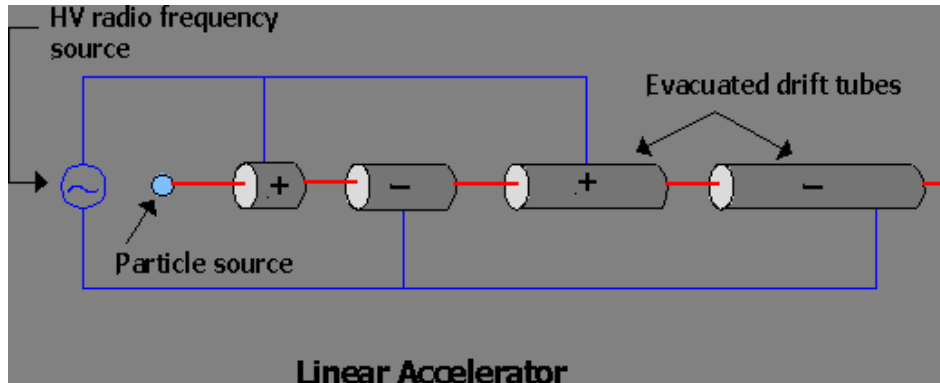 HV radio frequency
source
Evacuated drift tubes
+
−
+
−
Particle source
Linear Accelerator